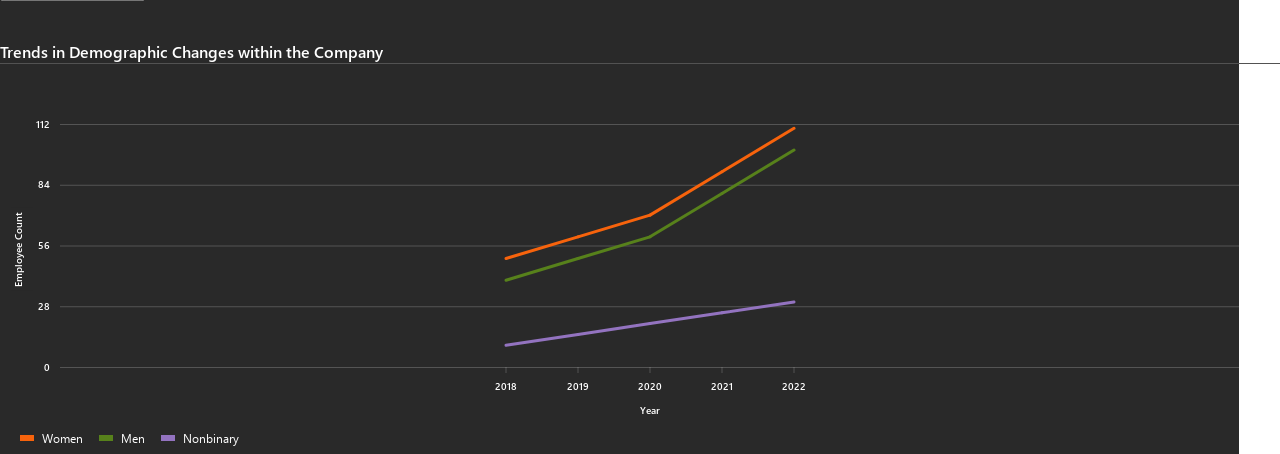 Trends in Demographic Changes within the Company
112
84
56
28
0
Employee Count
2018 2019 2020 2021 2022
Year
Women Men Nonbinary